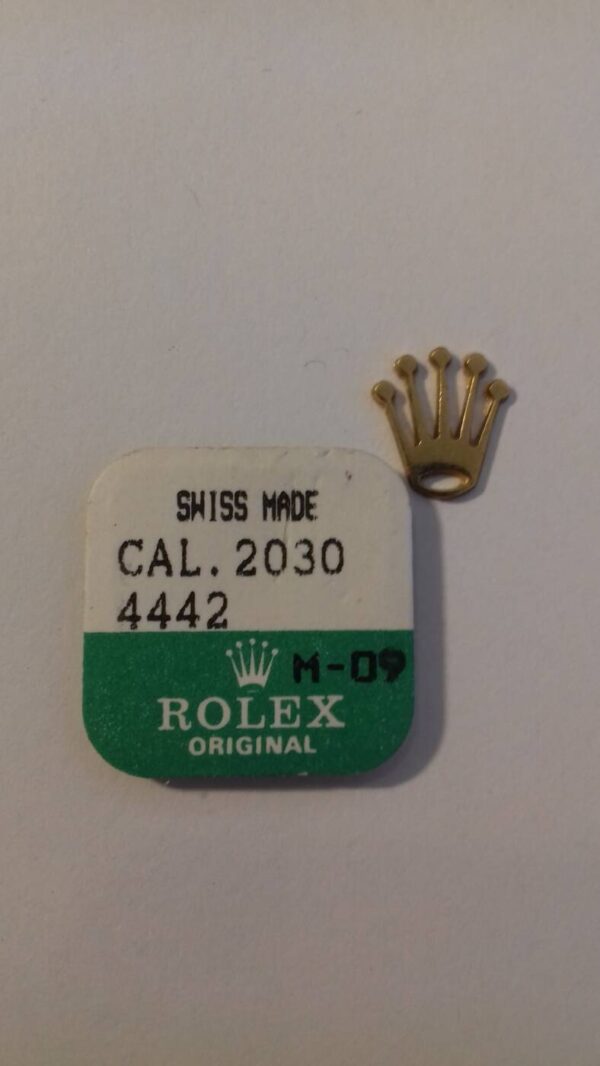 SWISS MADE
CAL. 2030
4442
M-09
ROLEX
ORIGINAL